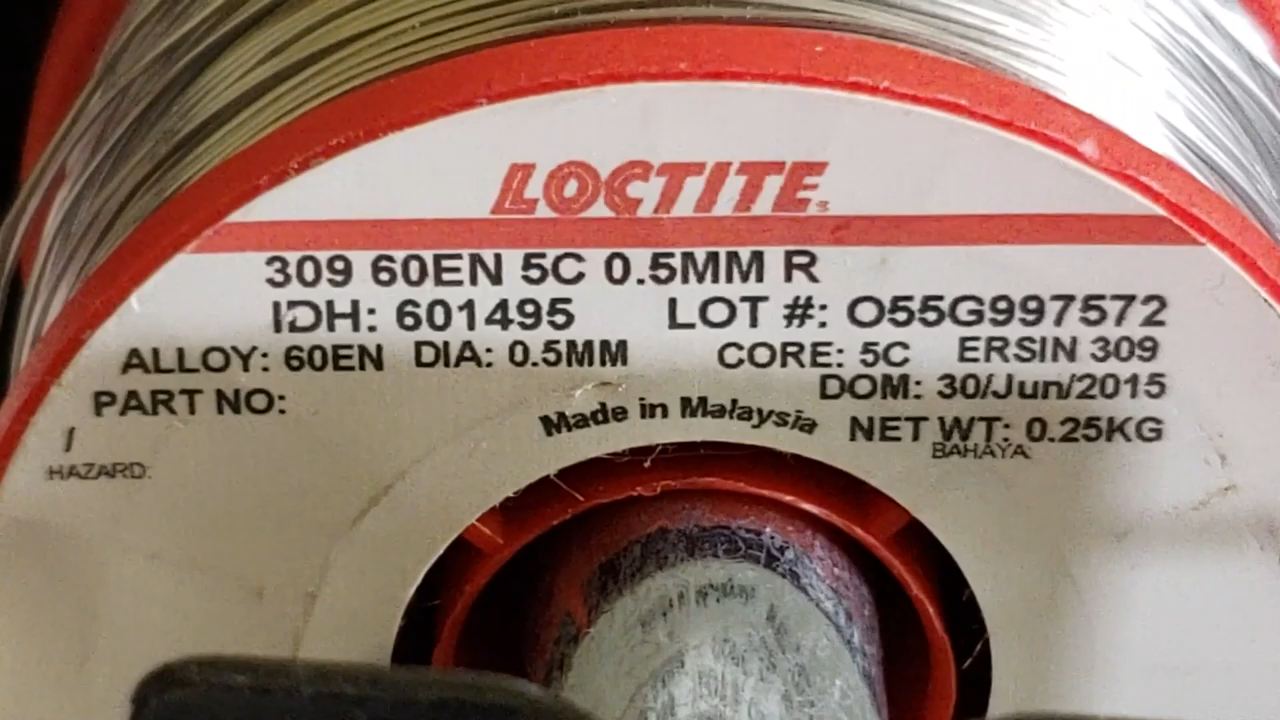 LOCTITE
309 60EN 5C 0.5MM R
IDH: 601495 LOT #: O55G997572
ALLOY: 60EN DIA: 0.5MM CORE: 5C ERSIN 309
PART NO: DOM: 30/Jun/2015
Made in Malaysia NET WT: 0.25KG
/
HAZARD: BAHAYA: